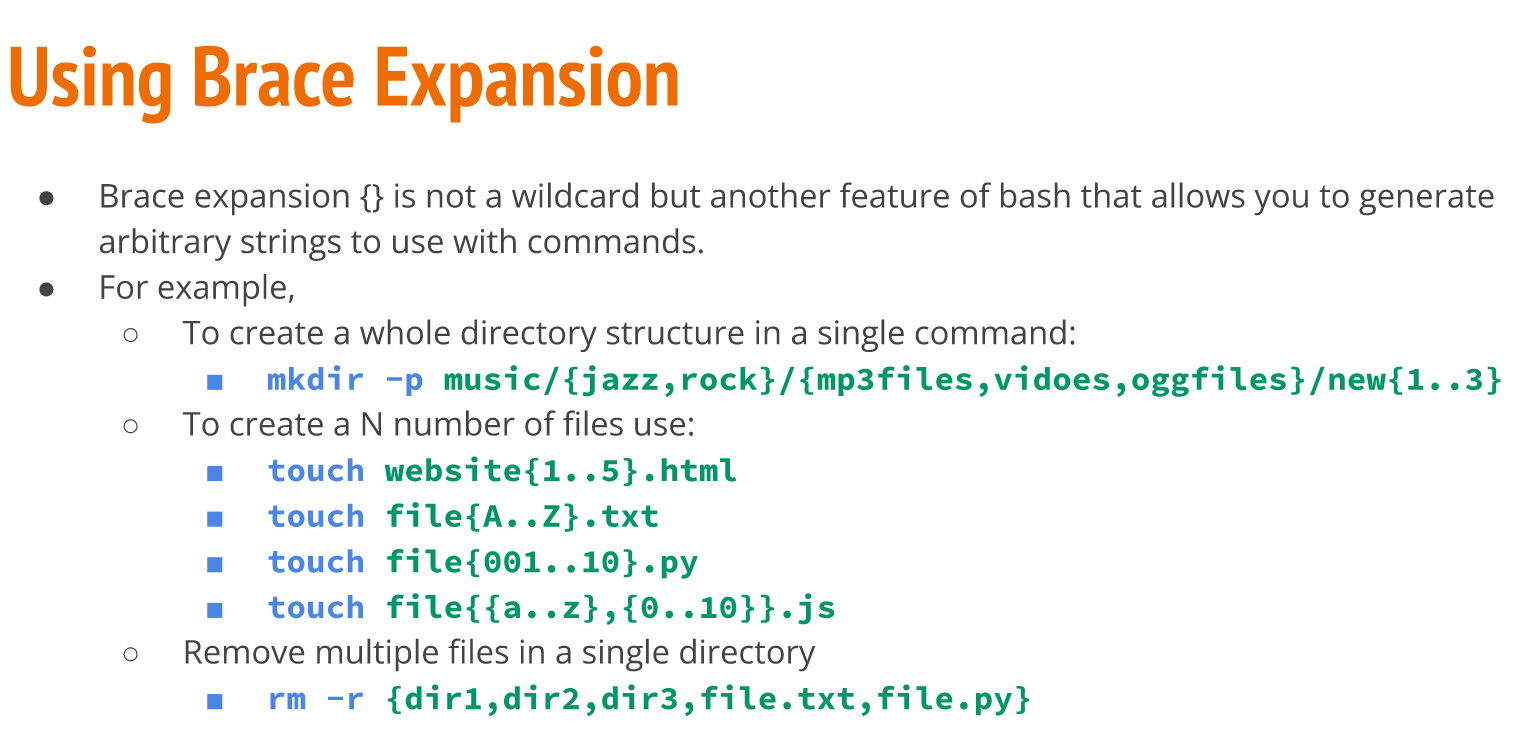 Using Brace Expansion
● Brace expansion {} is not a wildcard but another feature of bash that allows you to generate
arbitrary strings to use with commands.
● For example,
○ To create a whole directory structure in a single command:
■ mkdir -p music/{jazz,rock}/{mp3files,vidoes,oggfiles}/new{1..3}
○ To create a N number of files use:
■ touch website{1..5}.html
■ touch file{A..Z}.txt
■ touch file{001..10}.py
■ touch file{{a..z},{0..10}}.js
○ Remove multiple files in a single directory
■ rm -r {dir1,dir2,dir3,file.txt,file.py}